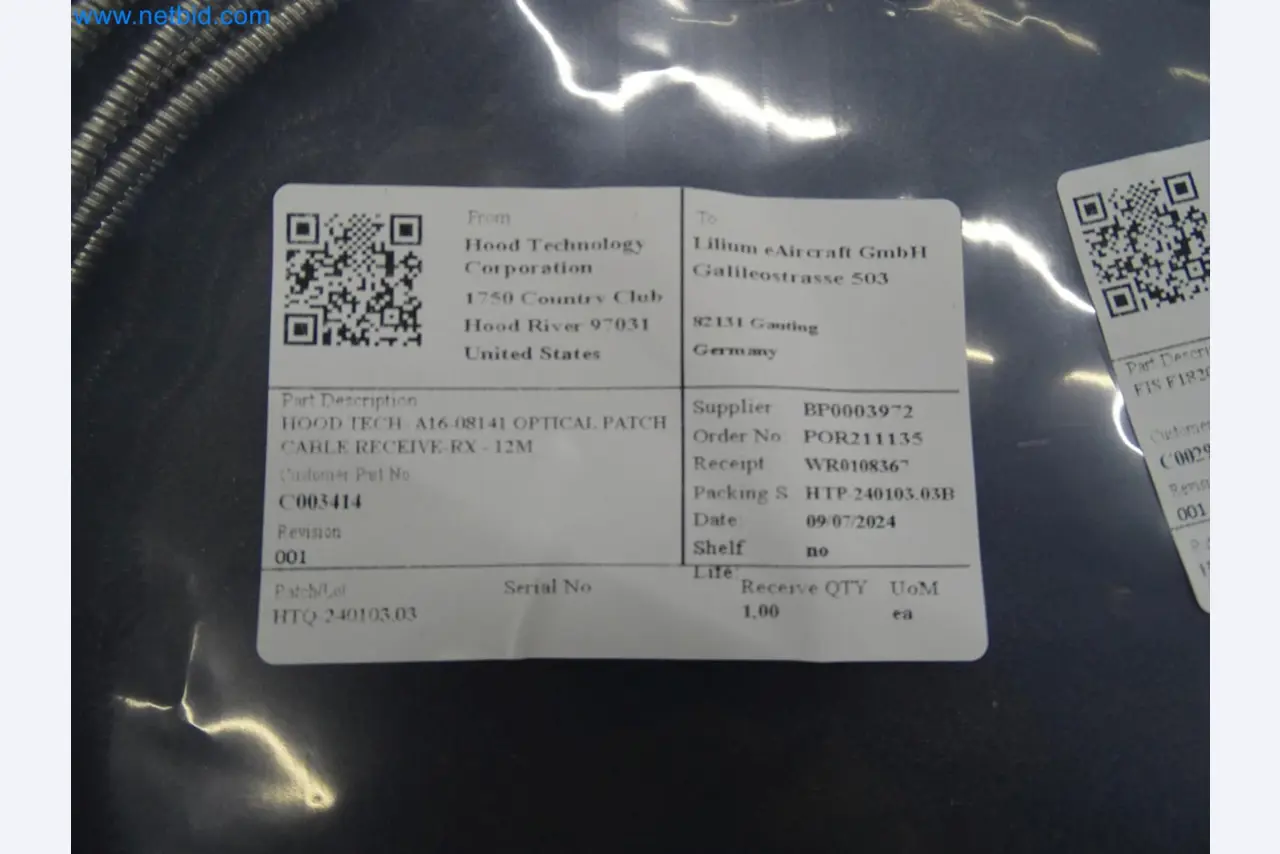 www.netbid.com
From
Hood Technology
Corporation
1750 Country Club
Hood River 97031
United States
To
Lilium eAircraft GmbH
Galileostrasse 503
82131 Gauting
Germany
Part Description
HOOD TECH- A16-08141 OPTICAL PATCH
CABLE RECEIVE-RX - 12M
Customer Part No
C003414
Revision
001
Supplier BP0003972
Order No POR211135
Receipt WR0108367
Packing S HTP-240103.03B
Date: 09/07/2024
Shelf no
Life:
Batch/Lot
HTQ-240103.03
Serial No
Receive QTY
1.00
UoM
ea
Part Descri
Customer
C0029
Revis
001